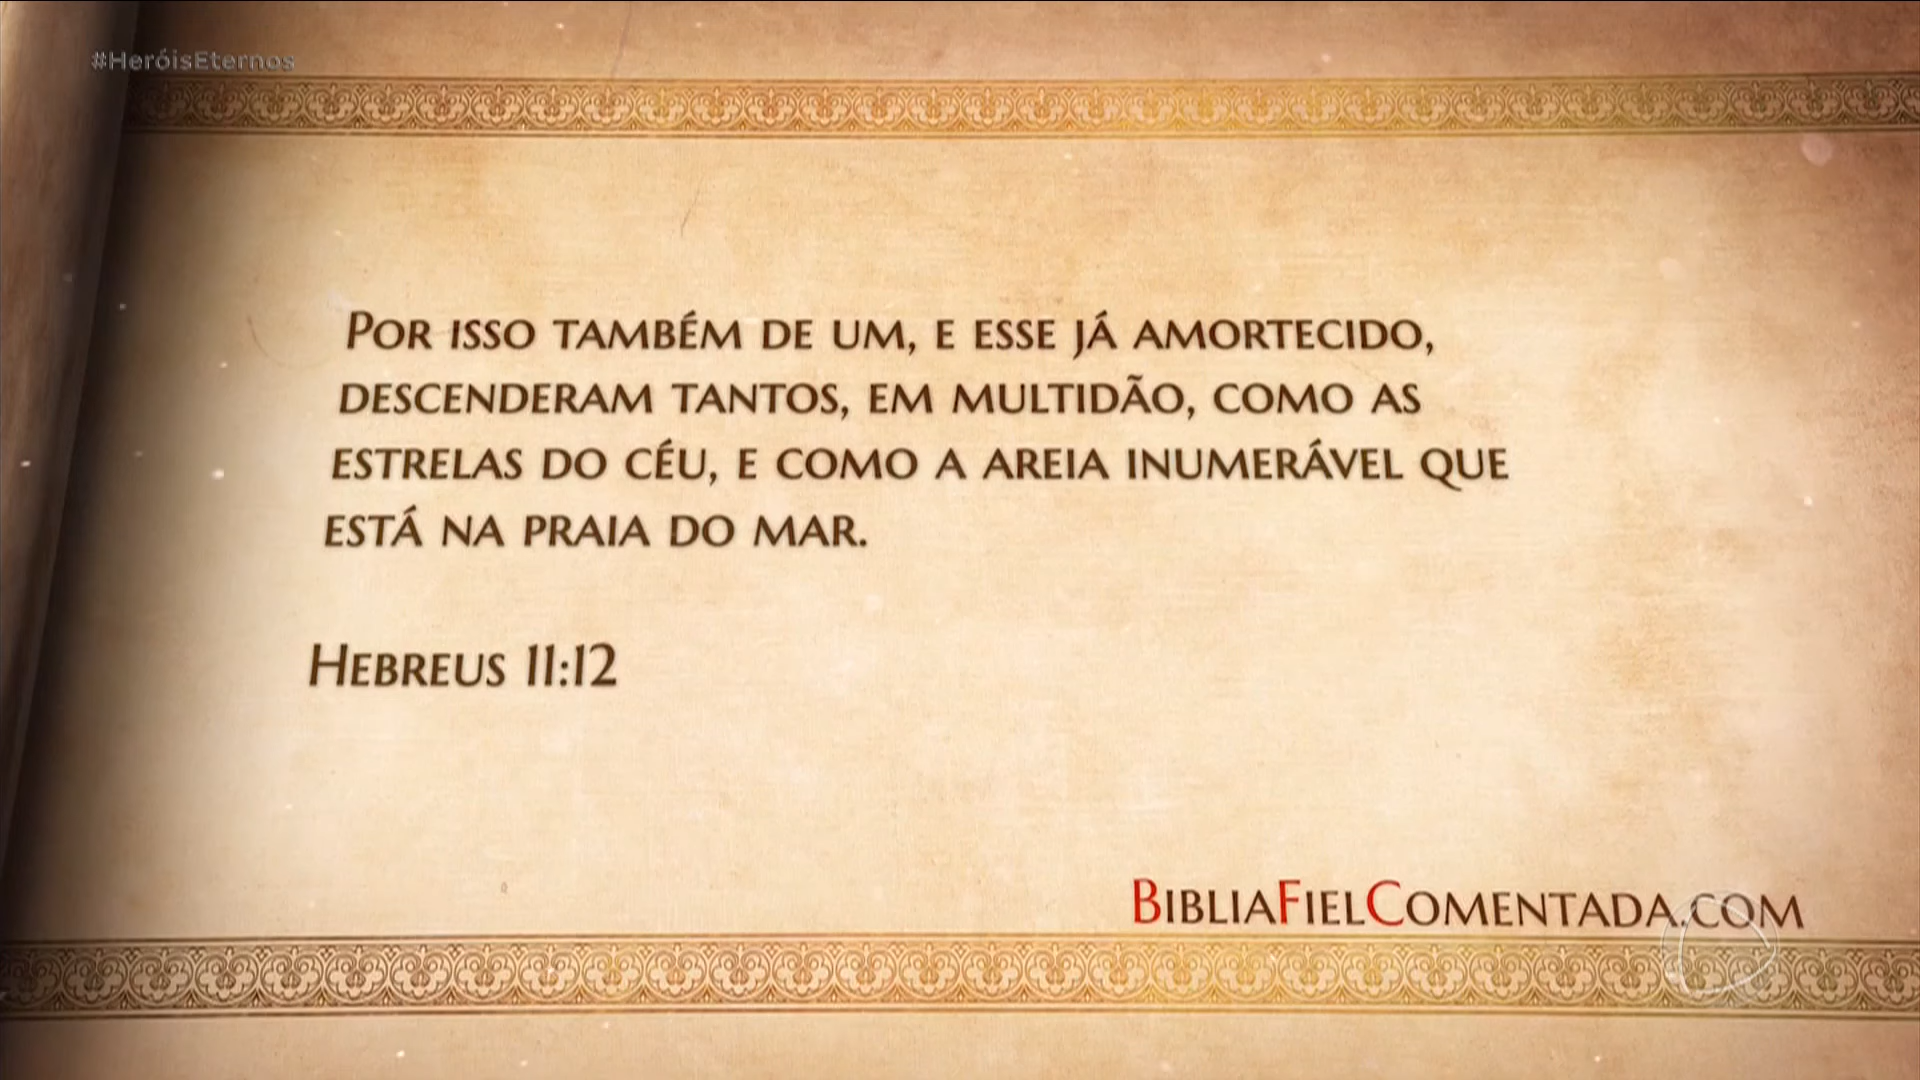 #HeróisEternos
Por isso também de um, e esse já amortecido,
descenderam tantos, em multidão, como as
estrelas do céu, e como a areia inumerável que
está na praia do mar.
Hebreus 11:12
BibliaFielComentada.com